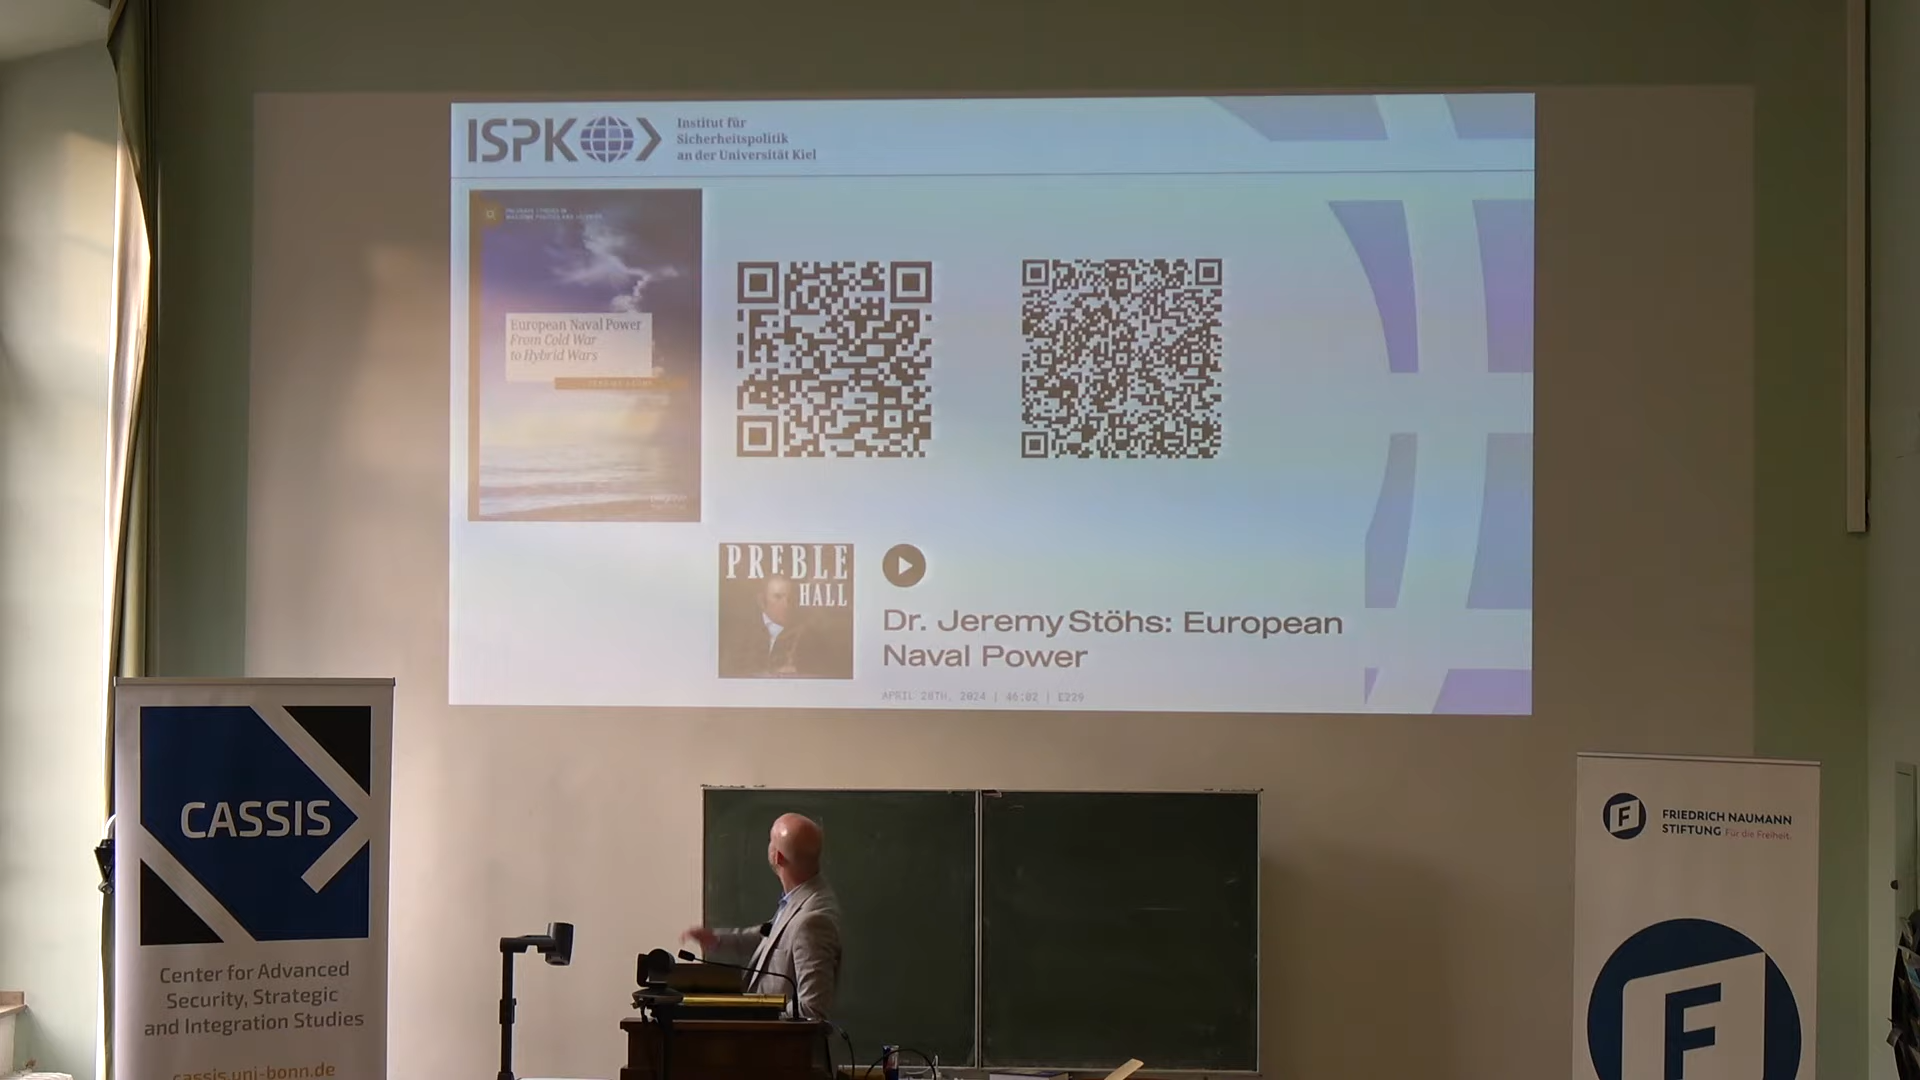 ISPK
Institut für
Sicherheitspolitik
an der Universität Kiel
European Naval Power
From Cold War
to Hybrid Wars
PREBLE
HALL
Dr. Jeremy Stöhs: European
Naval Power
APRIL 28TH, 2024 | 46:02 | E229
CASSIS
Center for Advanced
Security, Strategic
and Integration Studies
cassis.uni-bonn.de
F
FRIEDRICH NAUMANN
STIFTUNG Für die Freiheit.
F